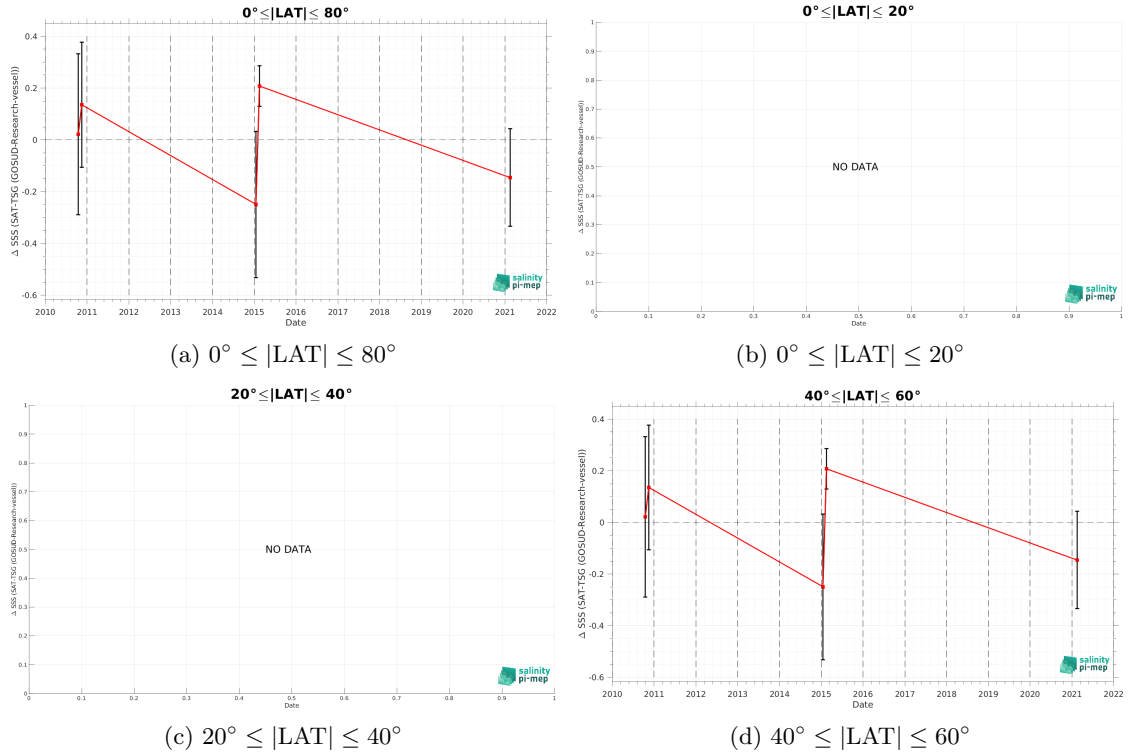 0°≤|LAT|≤ 80°
Δ SSS (SAT-TSG (GOSUD-Research-vessel))
0.4
0.2
0
-0.2
-0.4
-0.6
2010 2011 2012 2013 2014 2015 2016 2017 2018 2019 2020 2021 2022
Date
salinity
pi-mep
(a) 0° ≤ |LAT| ≤ 80°
0°≤|LAT|≤ 20°
Δ SSS (SAT-TSG (GOSUD-Research-vessel))
1
0.9
0.8
0.7
0.6
0.5
0.4
0.3
0.2
0.1
0
NO DATA
0 0.1 0.2 0.3 0.4 0.5 0.6 0.7 0.8 0.9 1
Date
salinity
pi-mep
(b) 0° ≤ |LAT| ≤ 20°
20°≤|LAT|≤ 40°
Δ SSS (SAT-TSG (GOSUD-Research-vessel))
1
0.9
0.8
0.7
0.6
0.5
0.4
0.3
0.2
0.1
0
NO DATA
0 0.1 0.2 0.3 0.4 0.5 0.6 0.7 0.8 0.9 1
Date
salinity
pi-mep
(c) 20° ≤ |LAT| ≤ 40°
40°≤|LAT|≤ 60°
Δ SSS (SAT-TSG (GOSUD-Research-vessel))
0.4
0.2
0
-0.2
-0.4
-0.6
2010 2011 2012 2013 2014 2015 2016 2017 2018 2019 2020 2021 2022
Date
salinity
pi-mep
(d) 40° ≤ |LAT| ≤ 60°